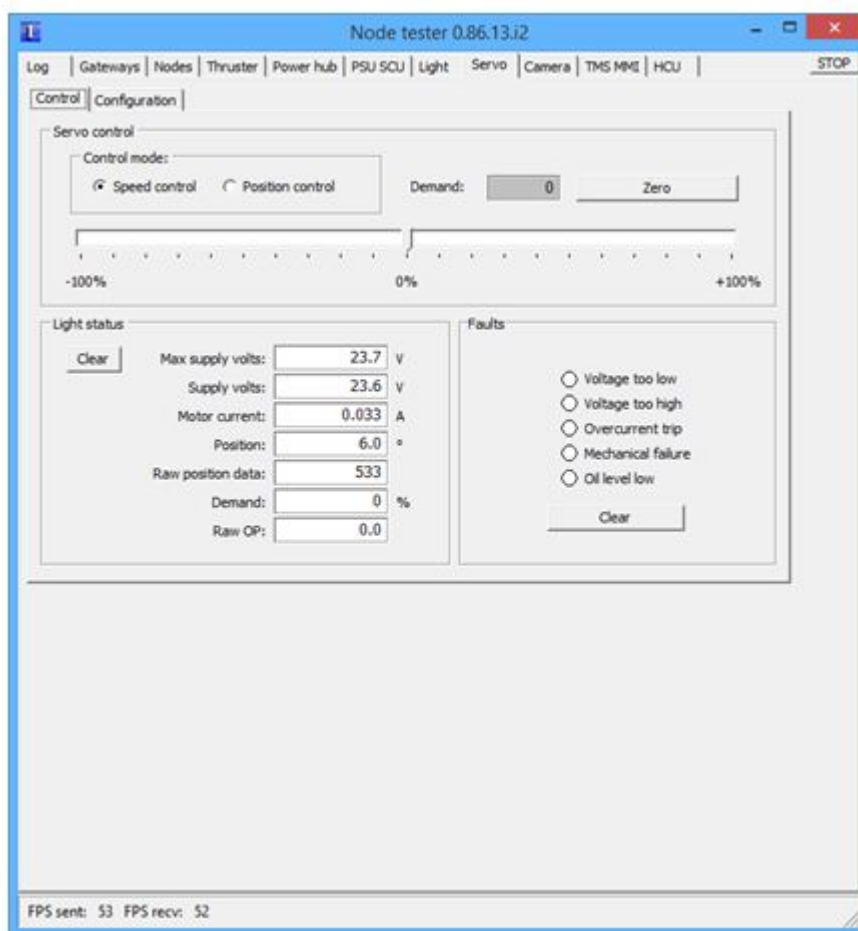 Node tester 0.86.13.i2
Log Gateways Nodes Thruster Power hub PSU SCU Light Servo Camera TMS MMI HCU STOP
Control Configuration
Servo control
Control mode:
Speed control Position control Demand: 0 Zero
-100% 0% +100%
Light status
Clear Max supply volts: 23.7 V
Supply volts: 23.6 V
Motor current: 0.033 A
Position: 6.0 °
Raw position data: 533
Demand: 0 %
Raw OP: 0.0
Faults
Voltage too low
Voltage too high
Overcurrent trip
Mechanical failure
Oil level low
Clear
FPS sent: 53 FPS recv: 52